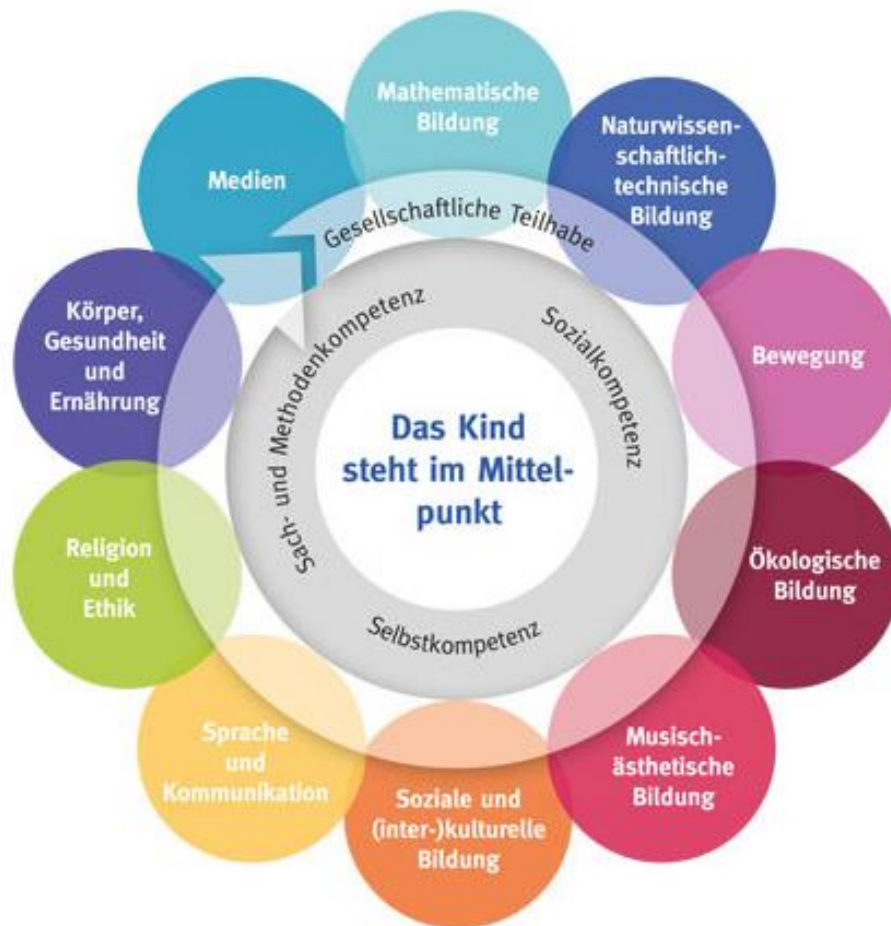 Mathematische
Bildung
Naturwissen-
schaftlich-
technische
Bildung
Bewegung
Ökologische
Bildung
Musisch-
ästhetische
Bildung
Soziale und
(inter-)kulturelle
Bildung
Sprache
und
Kommunikation
Religion
und
Ethik
Körper,
Gesundheit
und
Ernährung
Medien
Gesellschaftliche Teilhabe
Sozialkompetenz
Selbstkompetenz
Sach- und Methodenkompetenz
Das Kind
steht im Mittel-
punkt